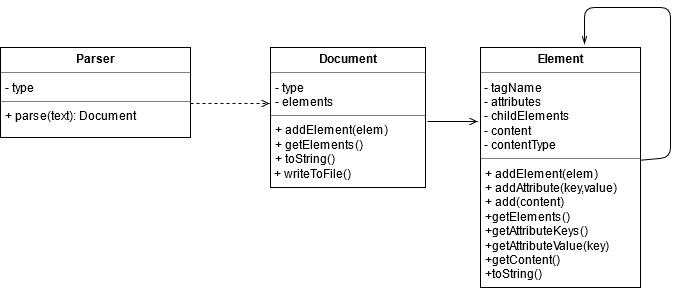 Parser
- type
+ parse(text): Document
Document
- type
- elements
+ addElement(elem)
+ getElements()
+ toString()
+ writeToFile()
Element
- tagName
- attributes
- childElements
- content
- contentType
+ addElement(elem)
+ addAttribute(key,value)
+ add(content)
+getElements()
+getAttributeKeys()
+getAttributeValue(key)
+getContent()
+toString()